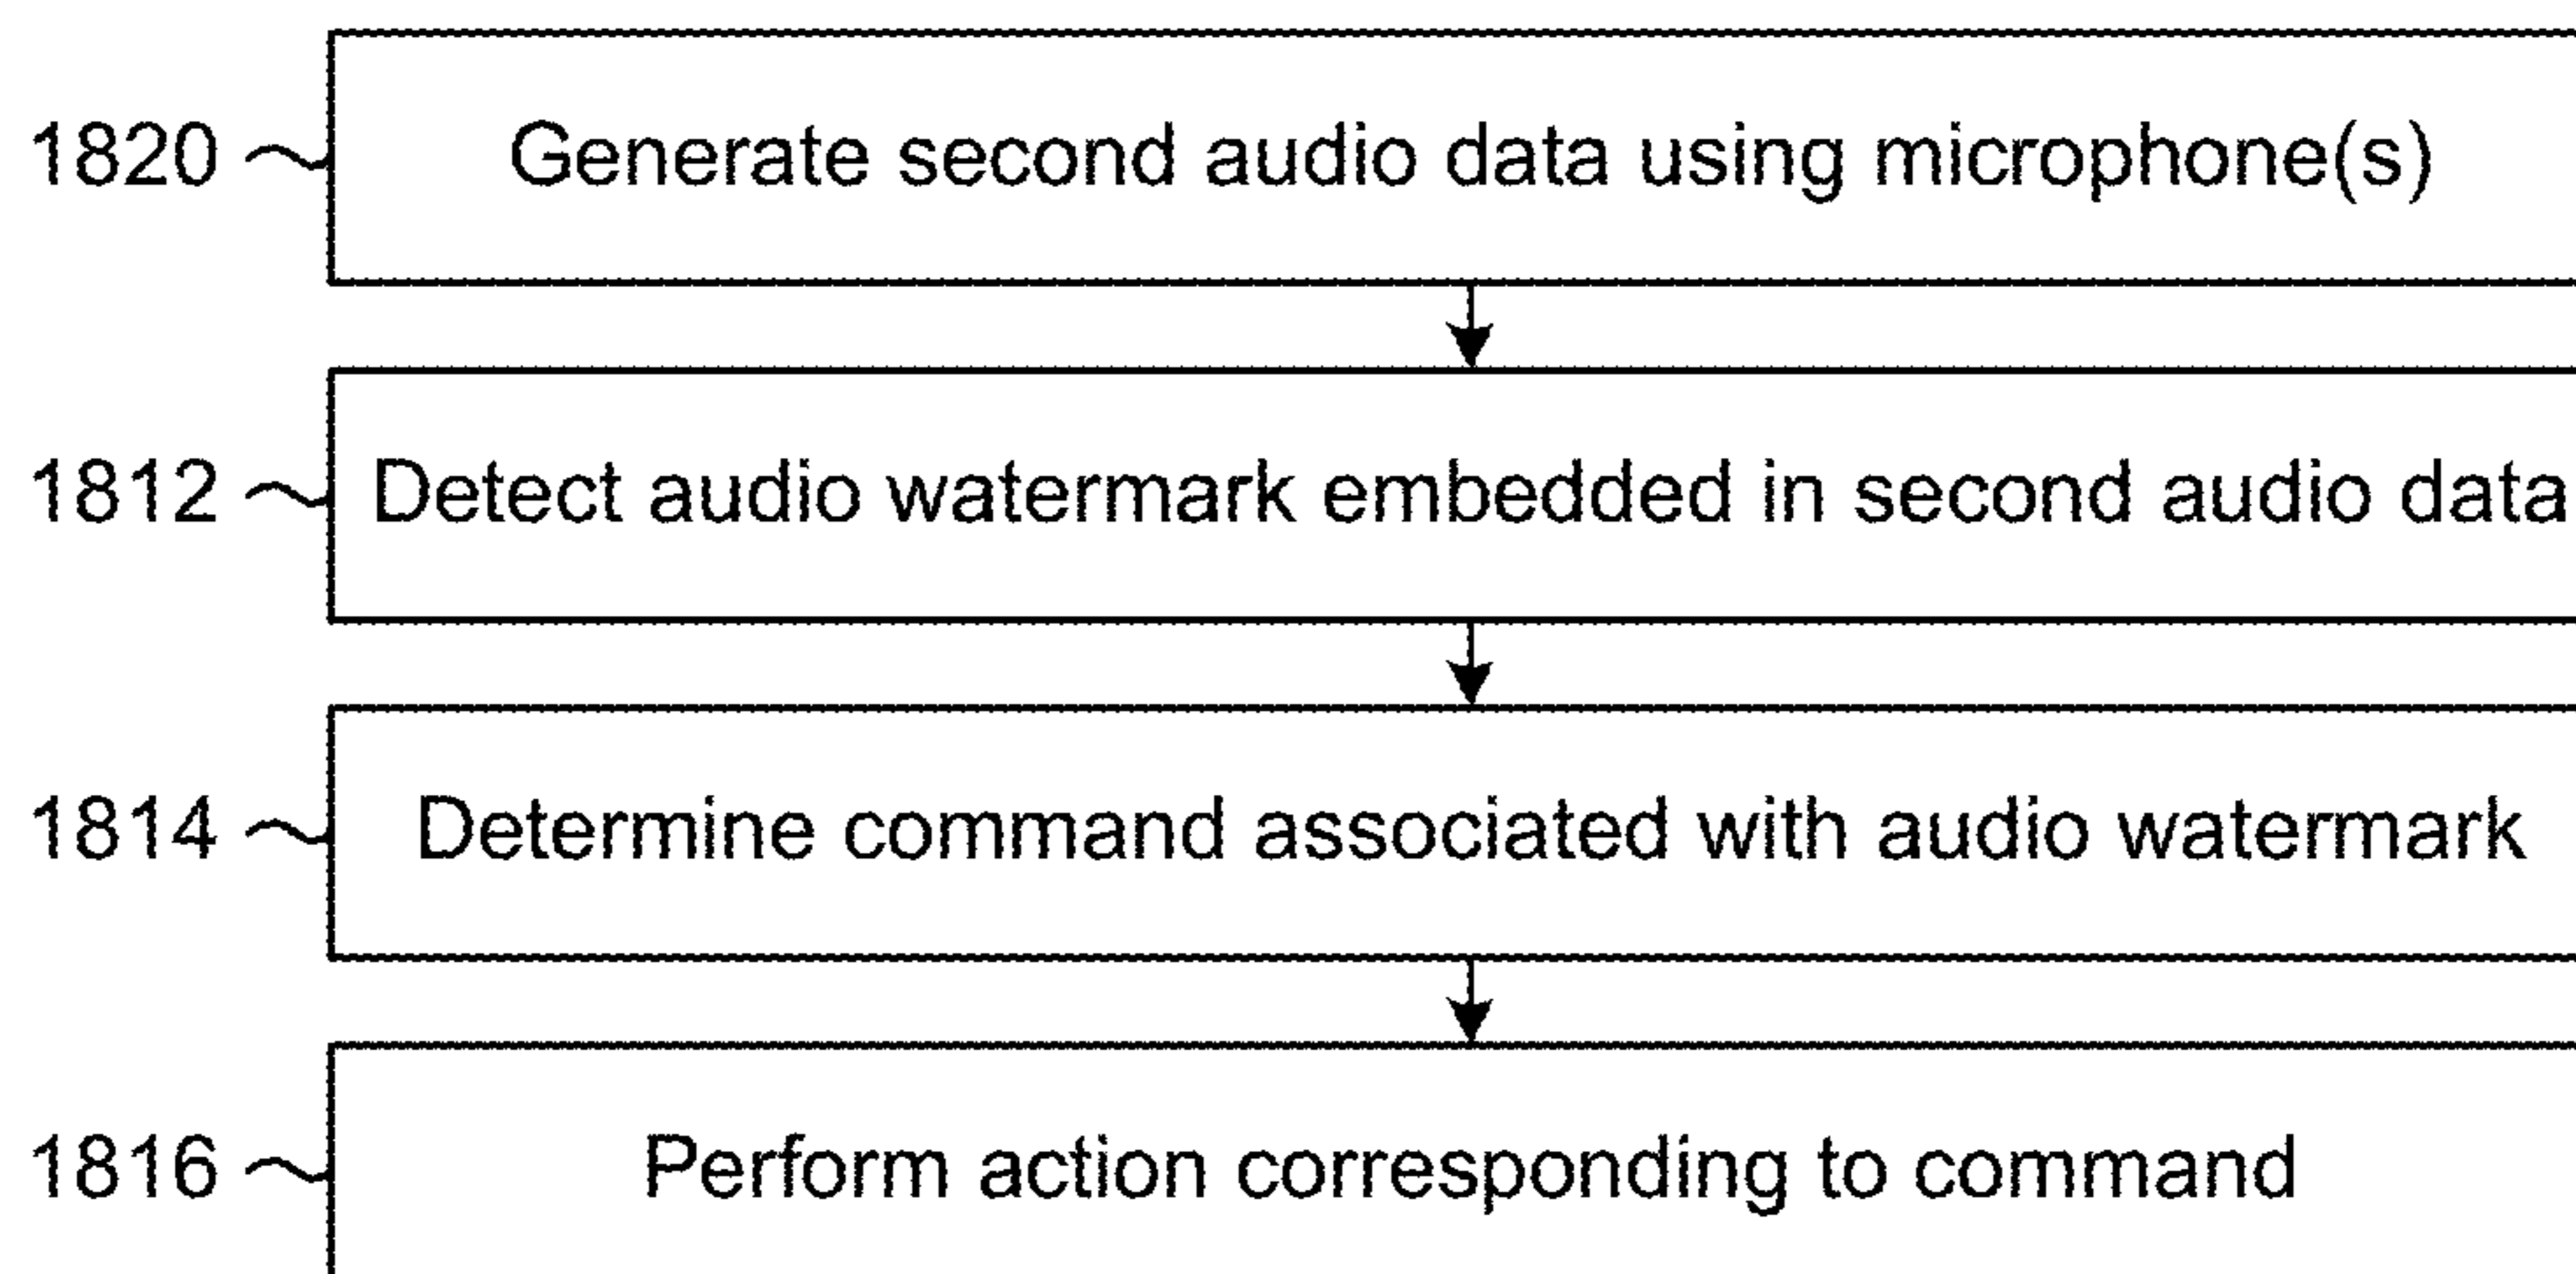 1820 Generate second audio data using microphone(s)
1812 Detect audio watermark embedded in second audio data
1814 Determine command associated with audio watermark
1816 Perform action corresponding to command